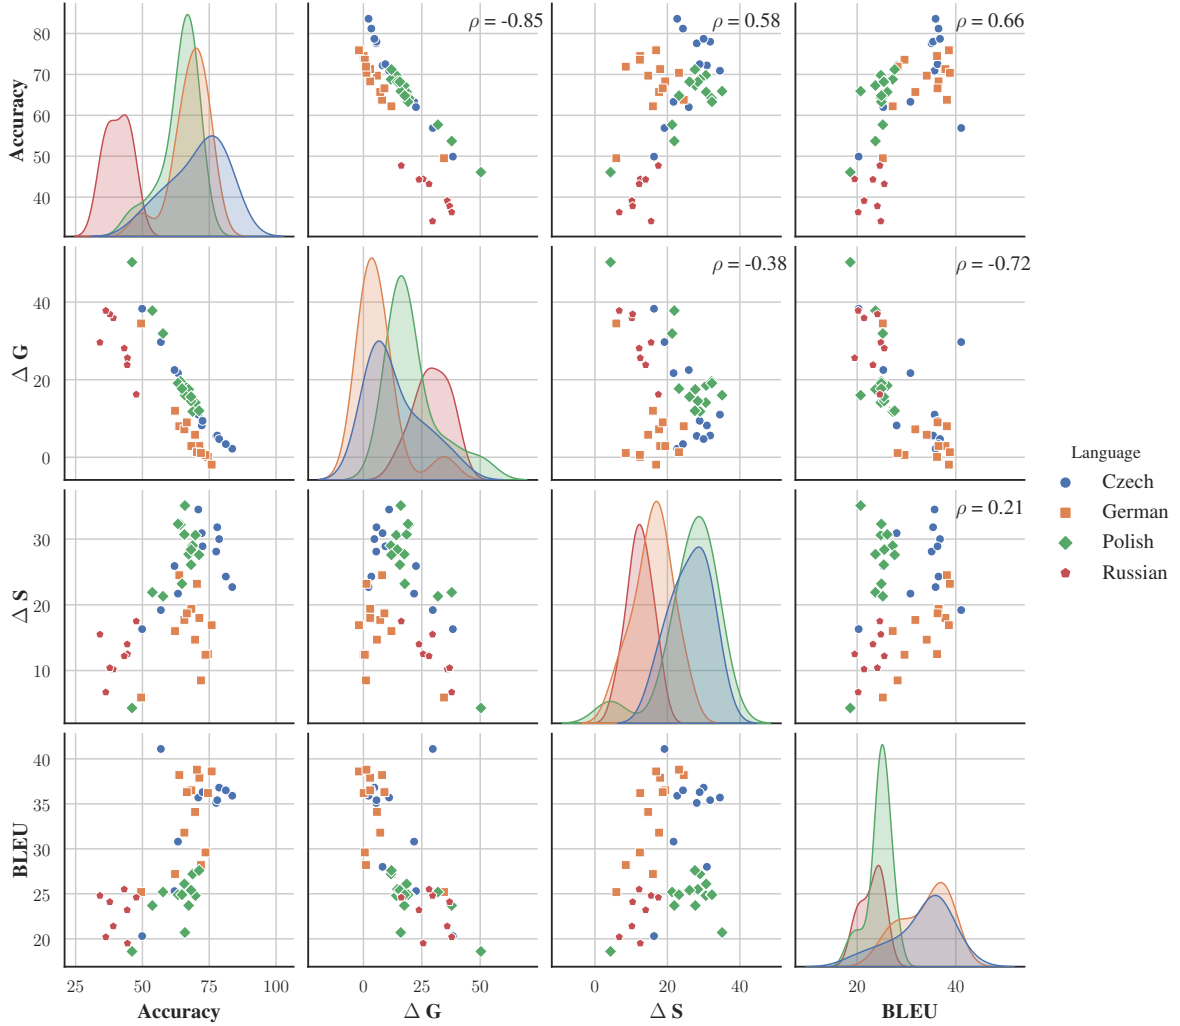 ρ = -0.85
ρ = 0.58
ρ = 0.66
80
70
60
50
40
Accuracy
ρ = -0.38
ρ = -0.72
40
20
0
Δ G
ρ = 0.21
30
20
10
Δ S
Language
Czech
German
Polish
Russian
40
35
30
25
20
BLEU
25 50 75 100
0 25 50
0 20 40
20 40
Accuracy
Δ G
Δ S
BLEU